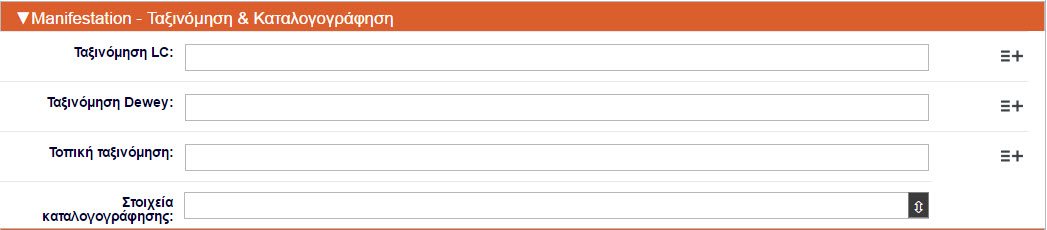 ▼Manifestation - Ταξινόμηση & Καταλογογράφηση
Ταξινόμηση LC:
Ταξινόμηση Dewey:
Τοπική ταξινόμηση:
Στοιχεία
καταλογογράφησης: